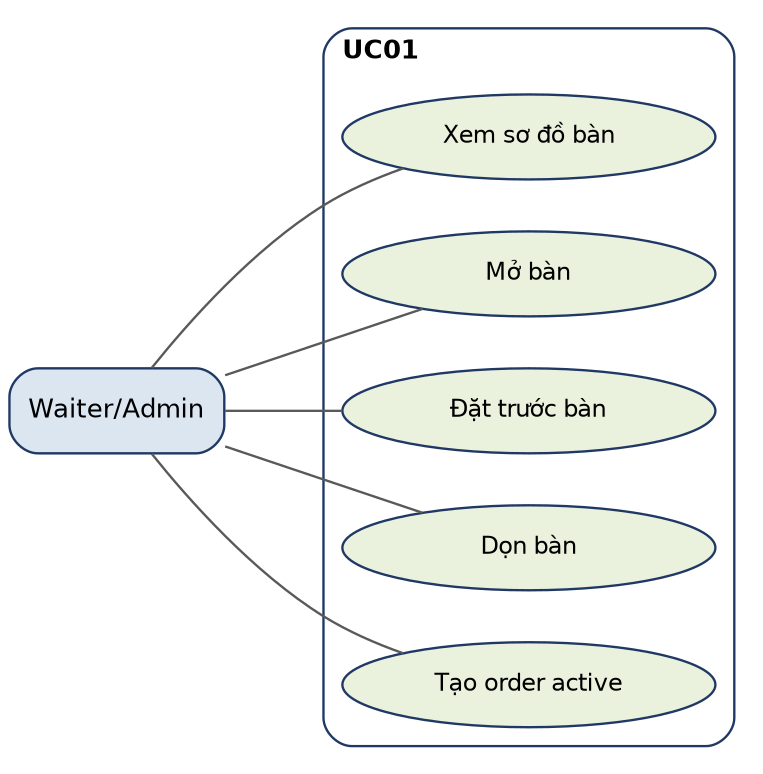 UC01
Xem sơ đồ bàn
Mở bàn
Waiter/Admin
Đặt trước bàn
Dọn bàn
Tạo order active